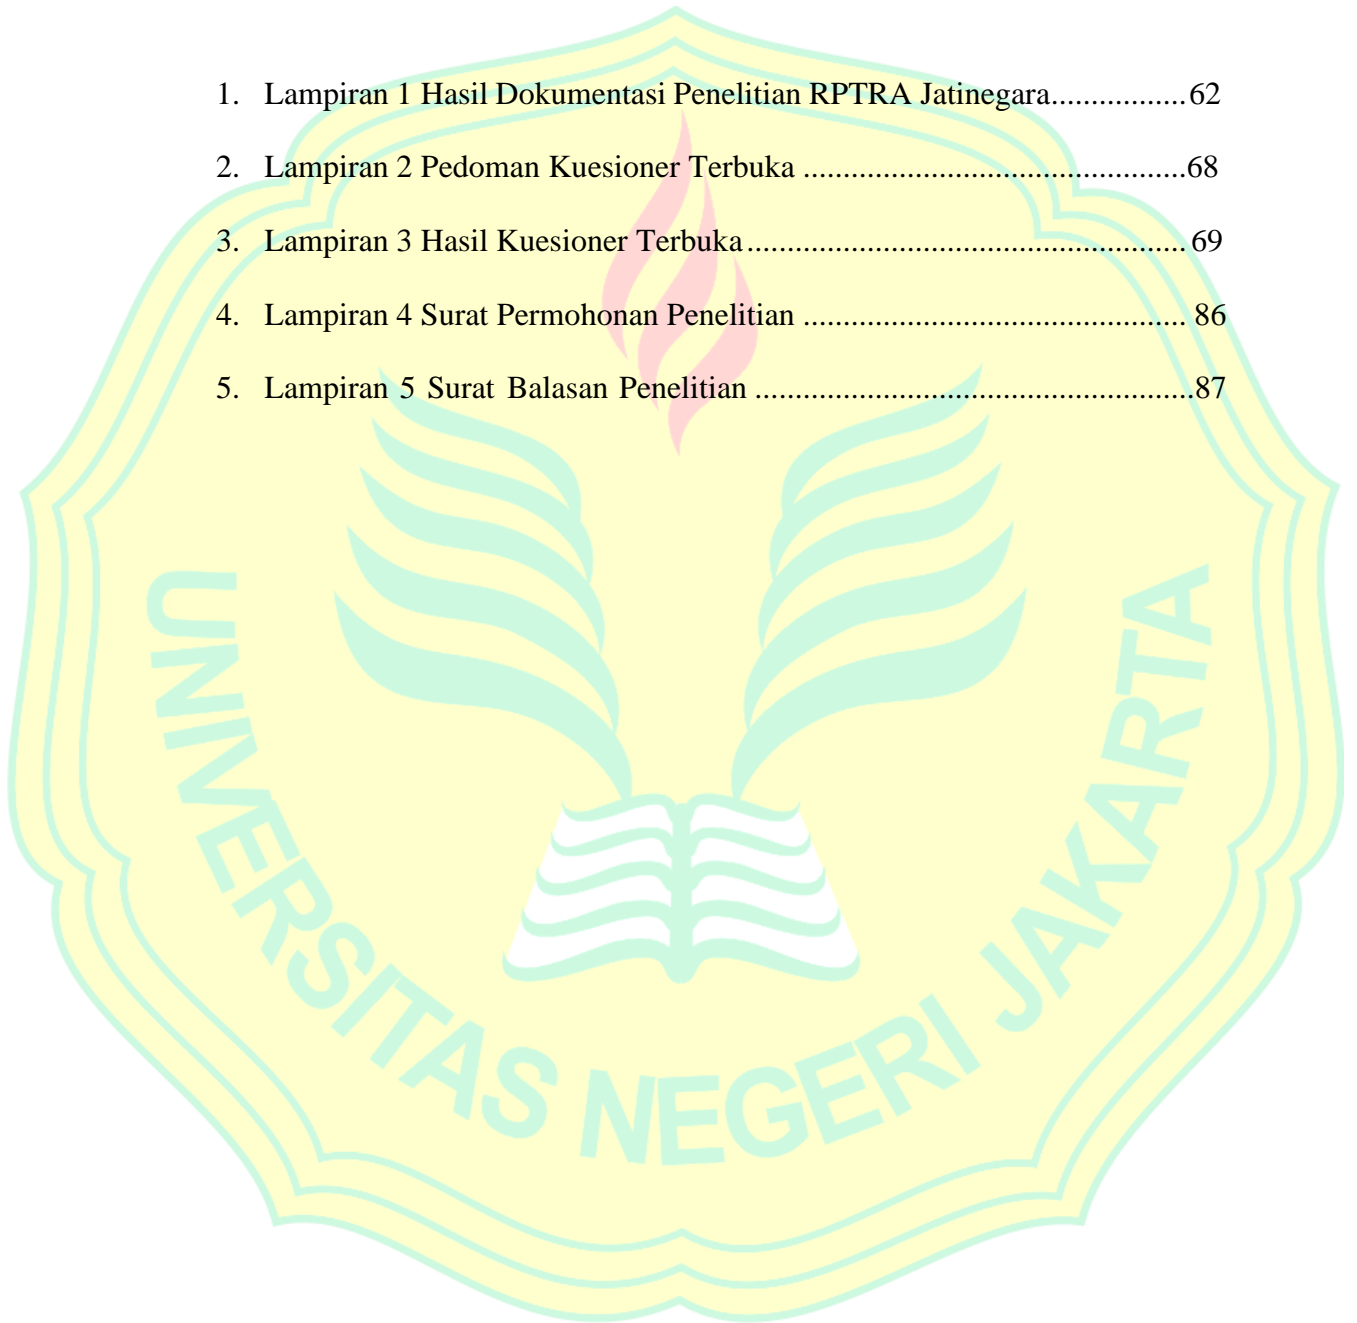 1. Lampiran 1 Hasil Dokumentasi Penelitian RPTRA Jatinegara.................62
2. Lampiran 2 Pedoman Kuesioner Terbuka ................................................68
3. Lampiran 3 Hasil Kuesioner Terbuka....................................................... 69
4. Lampiran 4 Surat Permohonan Penelitian ................................................ 86
5. Lampiran 5 Surat Balasan Penelitian .......................................................87
UNIVERSITAS NEGERI JAKARTA